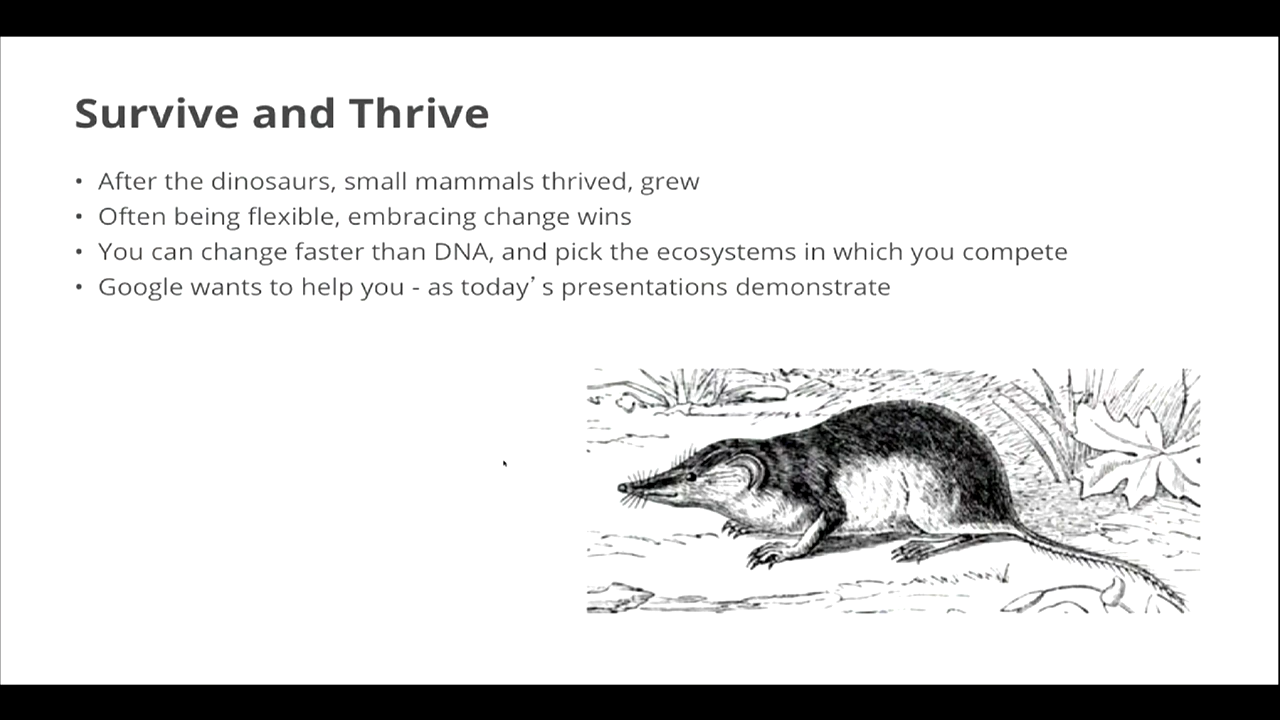 Survive and Thrive
• After the dinosaurs, small mammals thrived, grew
• Often being flexible, embracing change wins
• You can change faster than DNA, and pick the ecosystems in which you compete
• Google wants to help you - as today’s presentations demonstrate